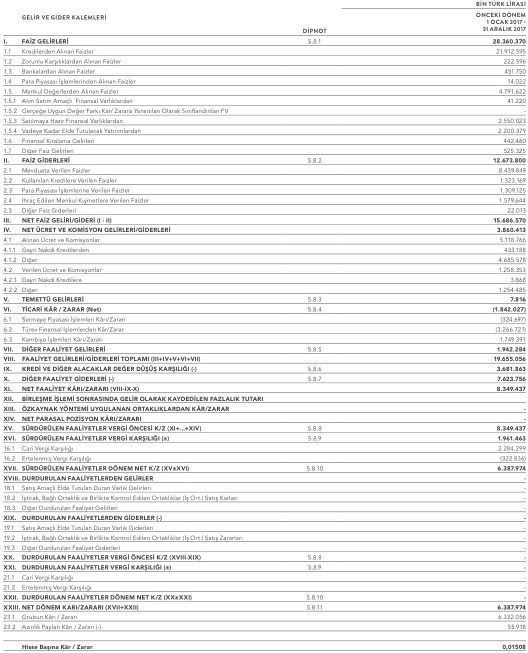 BİN TÜRK LİRASI
GELİR VE GİDER KALEMLERİ DİPNOT ÖNCEKİ DÖNEM
1 OCAK 2017 -
31 ARALIK 2017
I. FAİZ GELİRLERİ 5.8.1 28.360.370
1.1 Kredilerden Alınan Faizler 21.912.595
1.2 Zorunlu Karşılıklardan Alınan Faizler 222.596
1.3 Bankalardan Alınan Faizler 451.750
1.4 Para Piyasası İşlemlerinden Alınan Faizler 14.022
1.5 Menkul Değerlerden Alınan Faizler 4.791.622
1.5.1 Alım Satım Amaçlı Finansal Varlıklardan 41.220
1.5.2 Gerçeğe Uygun Değer Farkı Kar/ Zarara Yansıtılan Olarak Sınıflandırılan FV -
1.5.3 Satılmaya Hazır Finansal Varlıklardan 2.550.023
1.5.4 Vadeye Kadar Elde Tutulacak Yatırımlardan 2.200.379
1.6 Finansal Kiralama Gelirleri 442.460
1.7 Diğer Faiz Gelirleri 525.325
II. FAİZ GİDERLERİ 5.8.2 12.673.800
2.1 Mevduata Verilen Faizler 8.439.849
2.2 Kullanılan Kredilere Verilen Faizler 1.323.169
2.3 Para Piyasası İşlemlerine Verilen Faizler 1.309.125
2.4 İhraç Edilen Menkul Kıymetlere Verilen Faizler 1.579.644
2.5 Diğer Faiz Giderleri 22.013
III. NET FAİZ GELİRİ/GİDERİ (I - II) 15.686.570
IV. NET ÜCRET VE KOMİSYON GELİRLERİ/GİDERLERİ 3.860.413
4.1 Alınan Ücret ve Komisyonlar 5.118.766
4.1.1 Gayri Nakdi Kredilerden 433.188
4.1.2 Diğer 4.685.578
4.2 Verilen Ücret ve Komisyonlar 1.258.353
4.2.1 Gayri Nakdi Kredilere 3.868
4.2.2 Diğer 1.254.485
V. TEMETTÜ GELİRLERİ 5.8.3 7.816
VI. TİCARİ KÂR / ZARAR (Net) 5.8.4 (1.842.027)
6.1 Sermaye Piyasası İşlemleri Kârı/Zararı (324.697)
6.2 Türev Finansal İşlemlerden Kâr/Zarar (3.266.721)
6.3 Kambiyo İşlemleri Kârı/Zararı 1.749.391
VII. DİĞER FAALİYET GELİRLERİ 5.8.5 1.942.284
VIII. FAALİYET GELİRLERİ/GİDERLERİ TOPLAMI (III+IV+V+VI+VII) 19.655.056
IX. KREDİ VE DİĞER ALACAKLAR DEĞER DÜŞÜŞ KARŞILIĞI (-) 5.8.6 3.681.863
X. DİĞER FAALİYET GİDERLERİ (-) 5.8.7 7.623.756
XI. NET FAALİYET KÂRI/ZARARI (VIII-IX-X) 8.349.437
XII. BİRLEŞME İŞLEMİ SONRASINDA GELİR OLARAK KAYDEDİLEN FAZLALIK TUTARI -
XIII. ÖZKAYNAK YÖNTEMİ UYGULANAN ORTAKLIKLARDAN KÂR/ZARAR -
XIV. NET PARASAL POZİSYON KÂRI/ZARARI -
XV. SÜRDÜRÜLEN FAALİYETLER VERGİ ÖNCESİ K/Z (XI+...+XIV) 5.8.8 8.349.437
XVI. SÜRDÜRÜLEN FAALİYETLER VERGİ KARŞILIĞI (±) 5.8.9 1.961.463
16.1 Cari Vergi Karşılığı 2.284.299
16.2 Ertelenmiş Vergi Karşılığı (322.836)
XVII. SÜRDÜRÜLEN FAALİYETLER DÖNEM NET K/Z (XV±XVI) 5.8.10 6.387.974
XVIII. DURDURULAN FAALİYETLERDEN GELİRLER -
18.1 Satış Amaçlı Elde Tutulan Duran Varlık Gelirleri -
18.2 İştirak, Bağlı Ortaklık ve Birlikte Kontrol Edilen Ortaklıklar (İş Ort.) Satış Karları -
18.3 Diğer Durdurulan Faaliyet Gelirleri -
XIX. DURDURULAN FAALİYETLERDEN GİDERLER (-) -
19.1 Satış Amaçlı Elde Tutulan Duran Varlık Giderleri -
19.2 İştirak, Bağlı Ortaklık ve Birlikte Kontrol Edilen Ortaklıklar (İş Ort.) Satış Zararları -
19.3 Diğer Durdurulan Faaliyet Giderleri -
XX. DURDURULAN FAALİYETLER VERGİ ÖNCESİ K/Z (XVIII-XIX) 5.8.8 -
XXI. DURDURULAN FAALİYETLER VERGİ KARŞILIĞI (±) 5.8.9 -
21.1 Cari Vergi Karşılığı -
21.2 Ertelenmiş Vergi Karşılığı -
XXII. DURDURULAN FAALİYETLER DÖNEM NET K/Z (XX±XXI) 5.8.10 -
XXIII. NET DÖNEM KARI/ZARARI (XVII+XXII) 5.8.11 6.387.974
23.1 Grubun Kârı / Zararı 6.332.056
23.2 Azınlık Payları Kârı / Zararı (-) 55.918
Hisse Başına Kâr / Zarar 0,01508